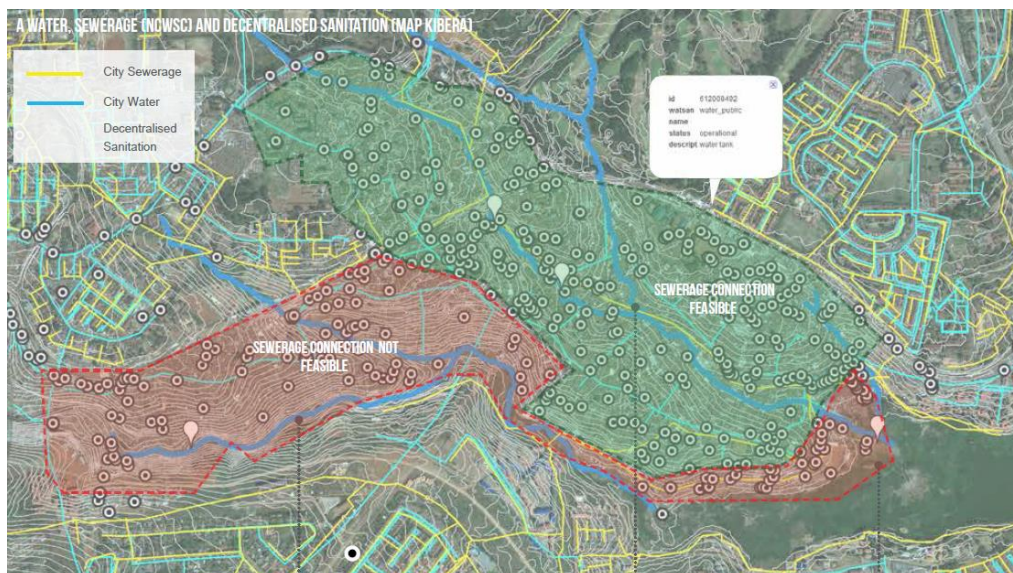 A WATER, SEWERAGE (NCWSC) AND DECENTRALISED SANITATION (MAP KIBERA)
City Sewerage
City Water
Decentralised
Sanitation
id 612008492
watsan water_public
name
status operational
descript water tank
SEWERAGE CONNECTION
FEASIBLE
SEWERAGE CONNECTION NOT
FEASIBLE